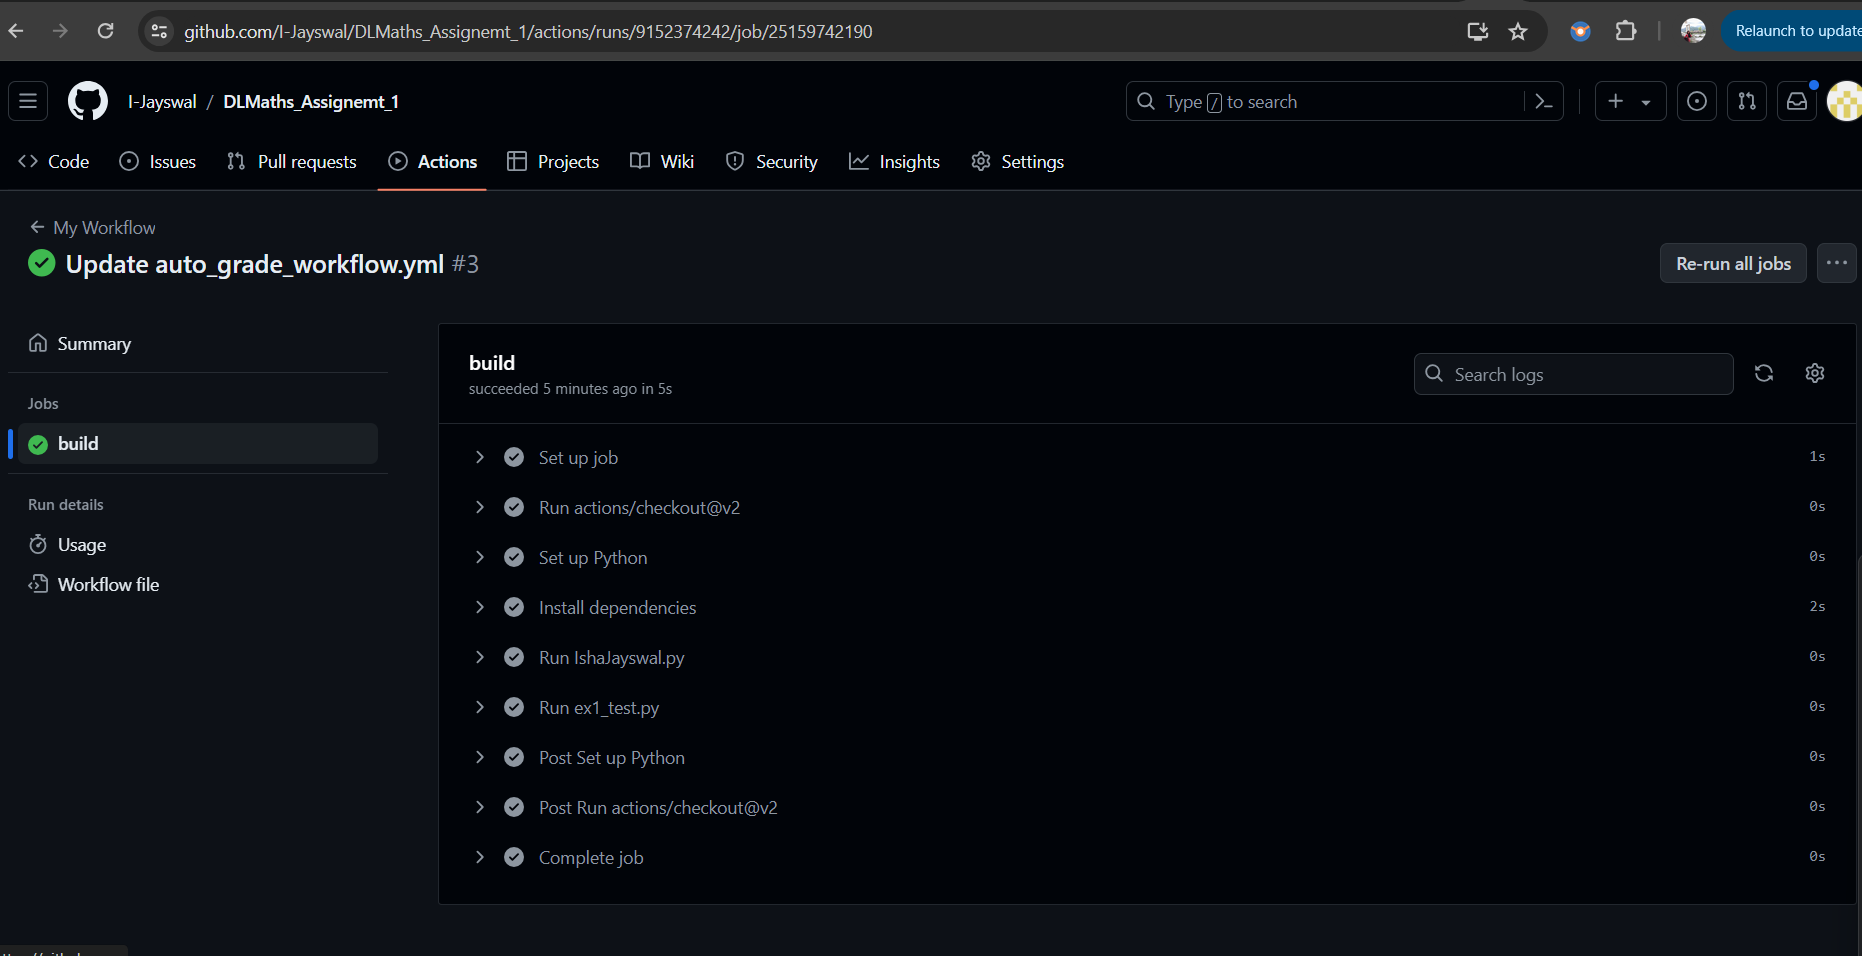 github.com/I-Jayswal/DLMaths_Assignemt_1/actions/runs/9152374242/job/25159742190
Relaunch to update
I-Jayswal / DLMaths_Assignemt_1
Type / to search
Code Issues Pull requests Actions Projects Wiki Security Insights Settings
My Workflow
Update auto_grade_workflow.yml #3
Re-run all jobs
Summary
Jobs
build
Run details
Usage
Workflow file
build
succeeded 5 minutes ago in 5s
Search logs
Set up job 1s
Run actions/checkout@v2 0s
Set up Python 0s
Install dependencies 2s
Run IshaJayswal.py 0s
Run ex1_test.py 0s
Post Set up Python 0s
Post Run actions/checkout@v2 0s
Complete job 0s